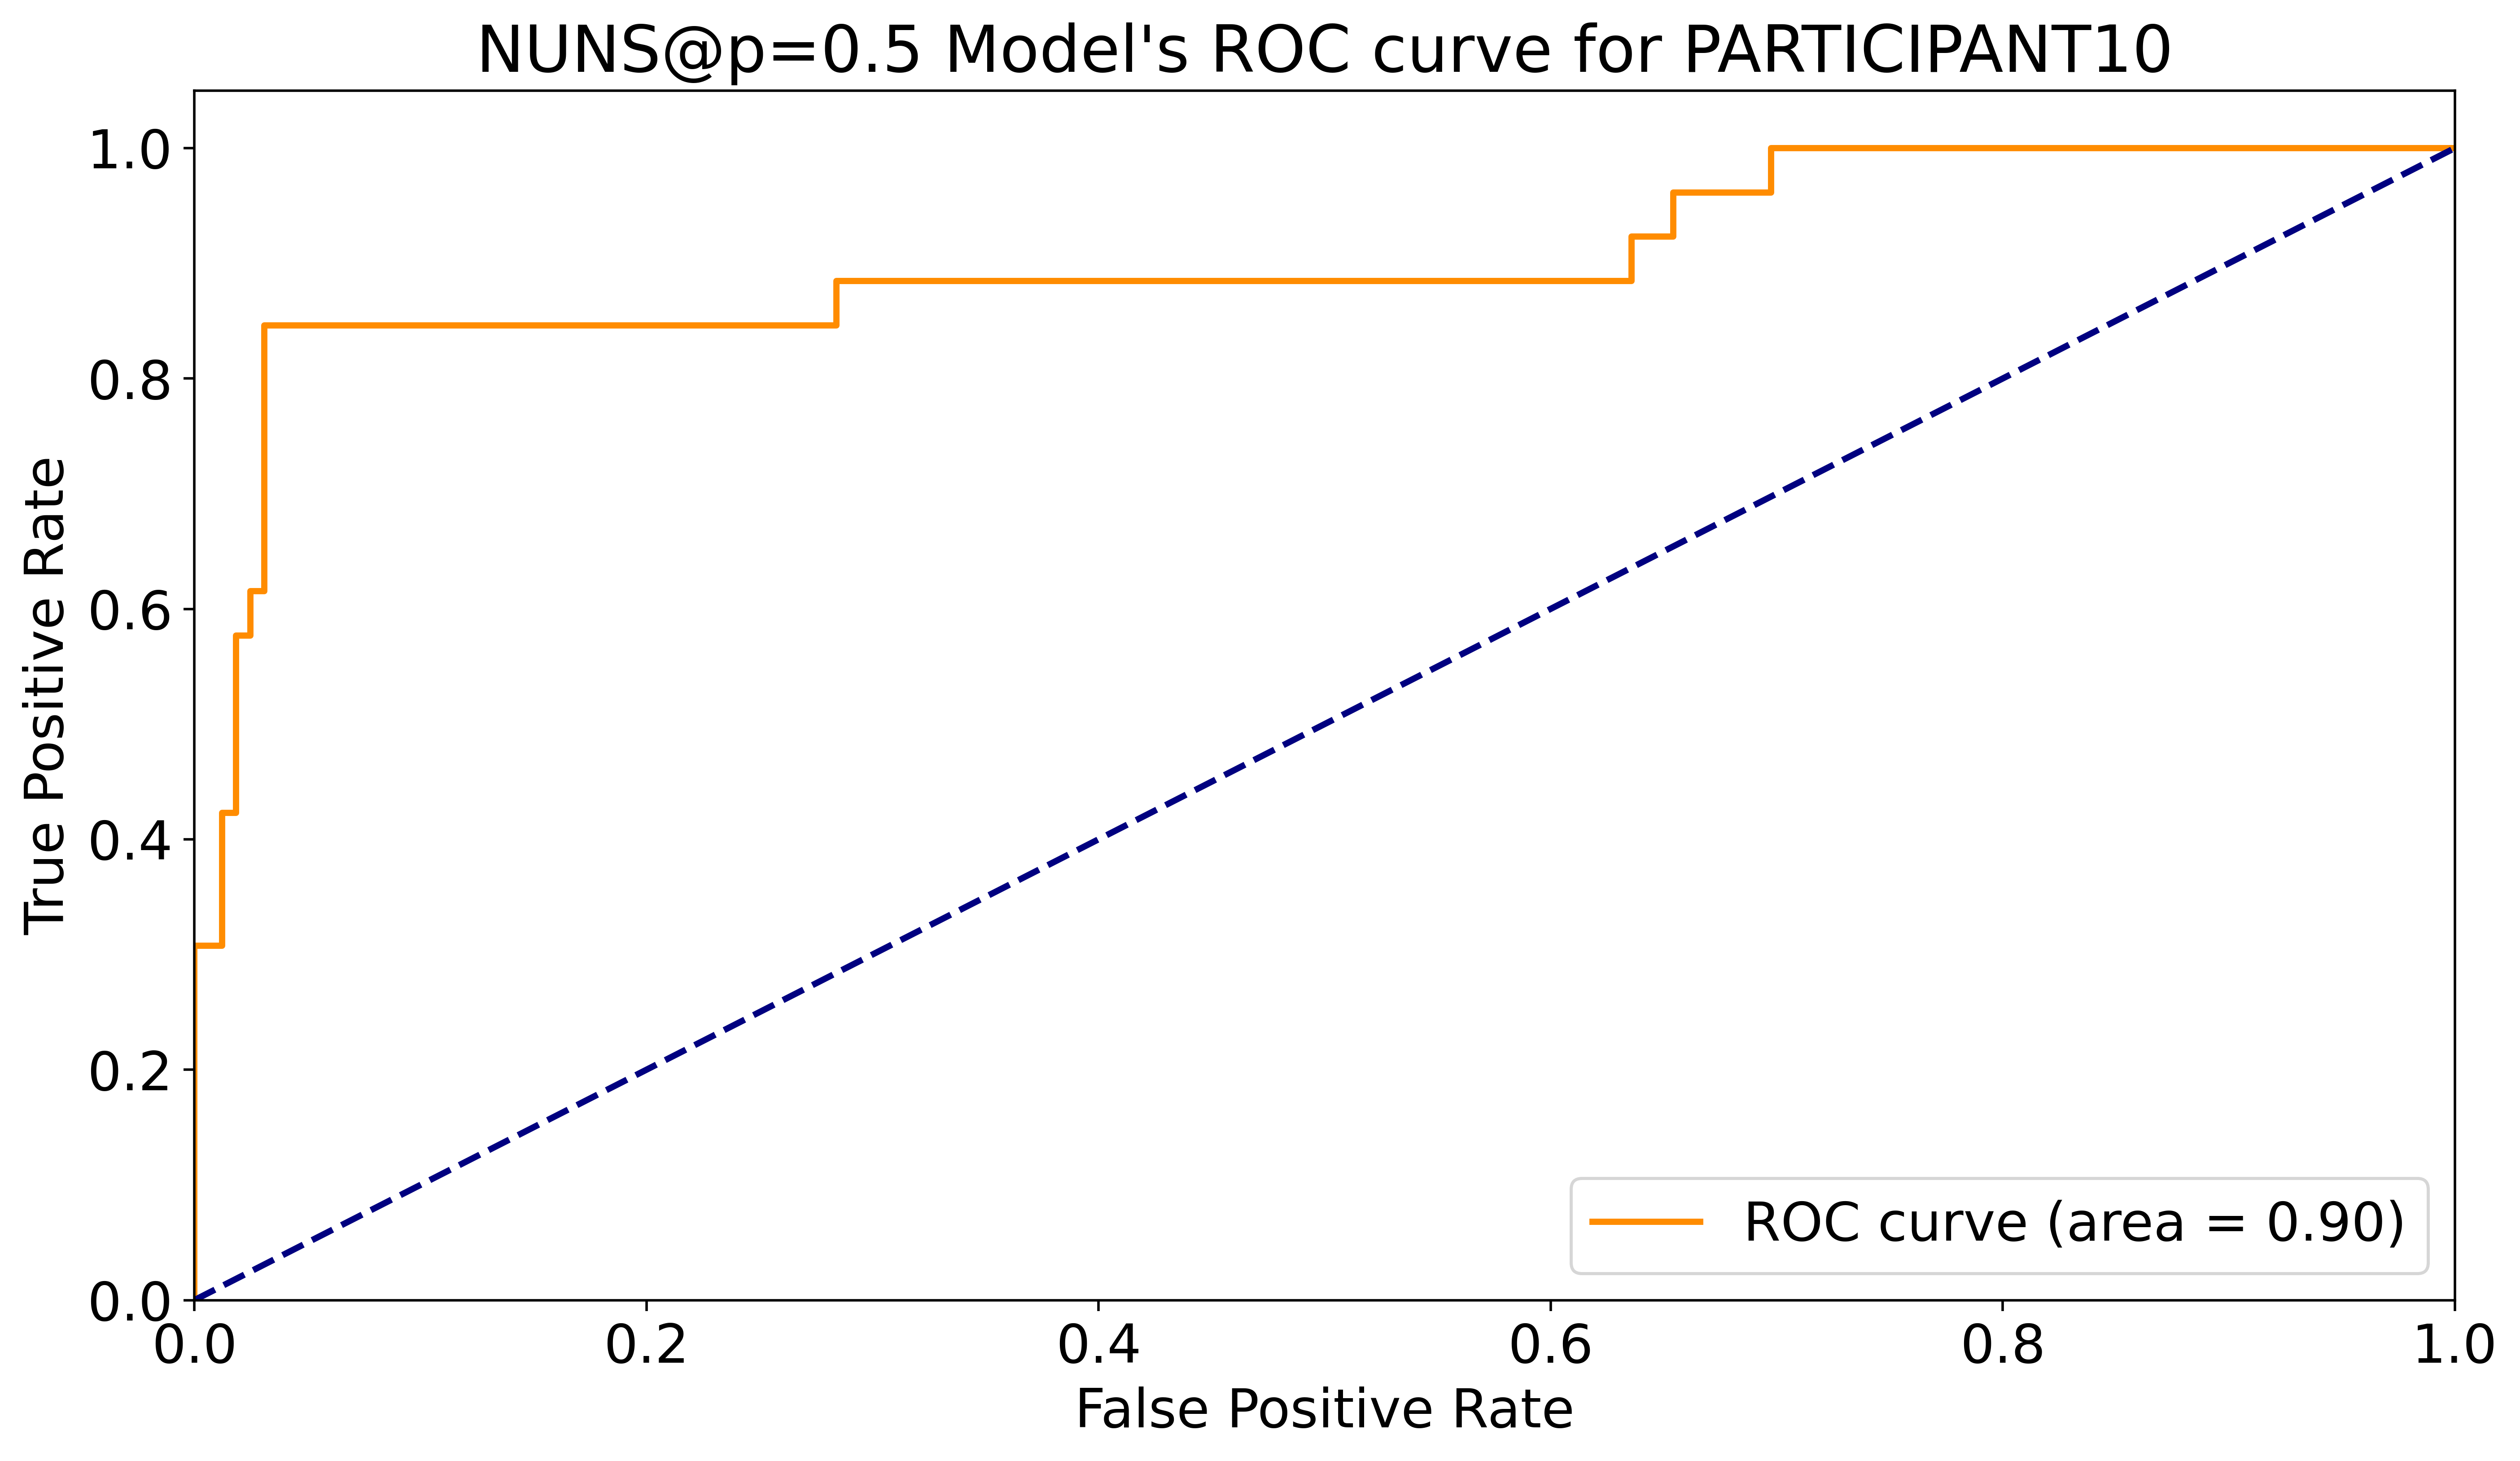 NUNS@p=0.5 Model's ROC curve for PARTICIPANT10
True Positive Rate
1.0
0.8
0.6
0.4
0.2
0.0
0.0 0.2 0.4 0.6 0.8 1.0
False Positive Rate
ROC curve (area = 0.90)